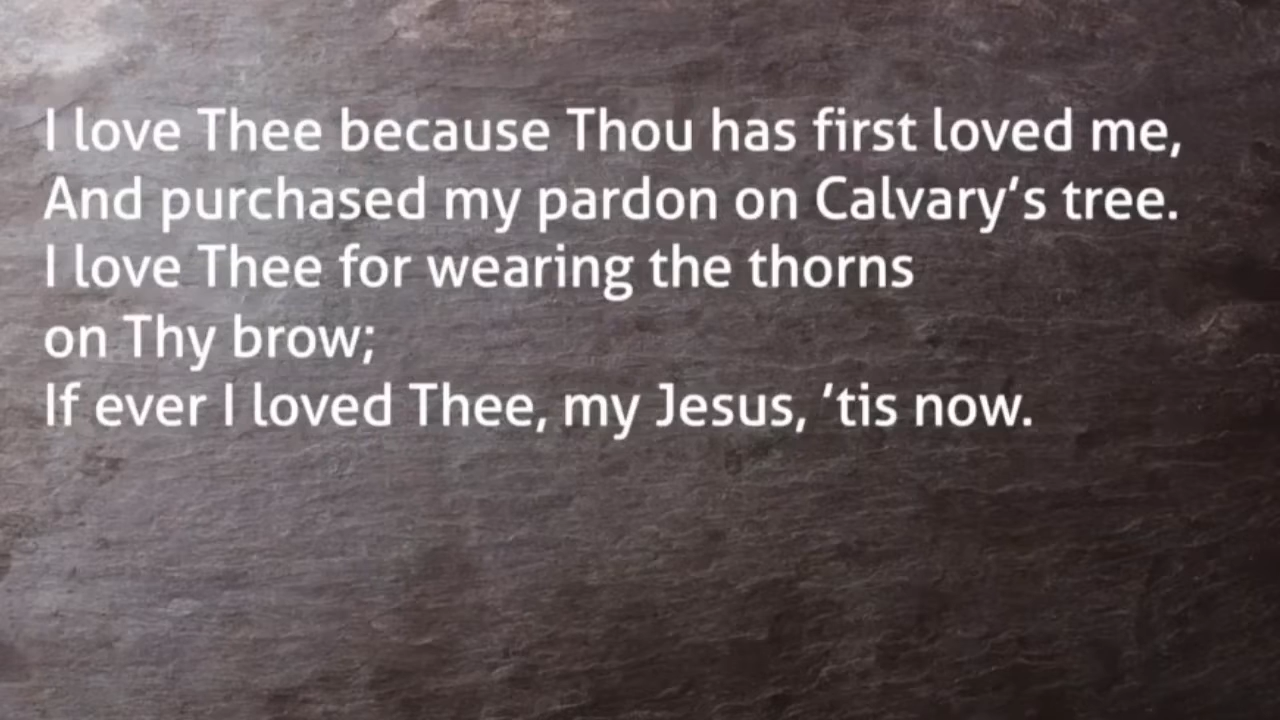 I love Thee because Thou has first loved me,
And purchased my pardon on Calvary’s tree.
I love Thee for wearing the thorns
on Thy brow;
If ever I loved Thee, my Jesus, ’tis now.